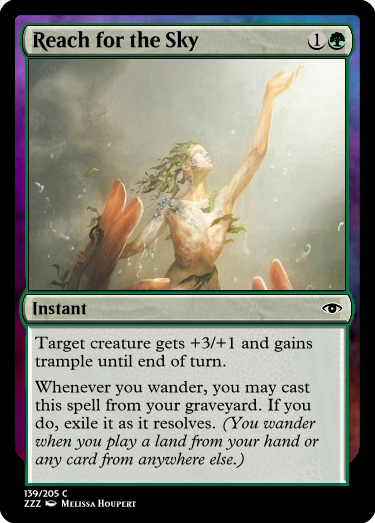 Reach for the Sky 1
Instant
Target creature gets +3/+1 and gains
trample until end of turn.
Whenever you wander, you may cast
this spell from your graveyard. If you
do, exile it as it resolves. (You wander
when you play a land from your hand or
any card from anywhere else.)
139/205 C
ZZZ Melissa Houpert